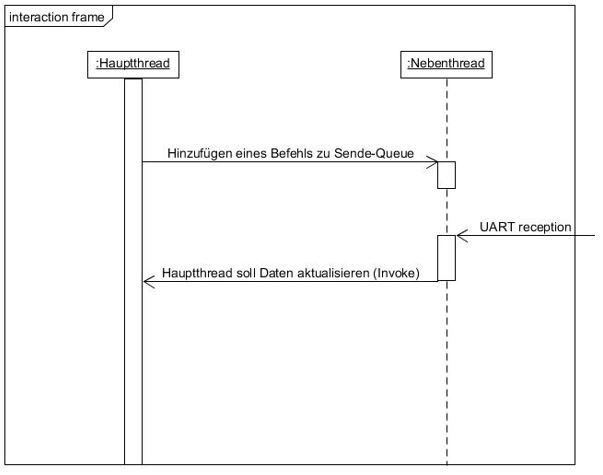 interaction frame
:Hauptthread
:Nebenthread
Hinzufügen eines Befehls zu Sende-Queue
UART reception
Hauptthread soll Daten aktualisieren (Invoke)